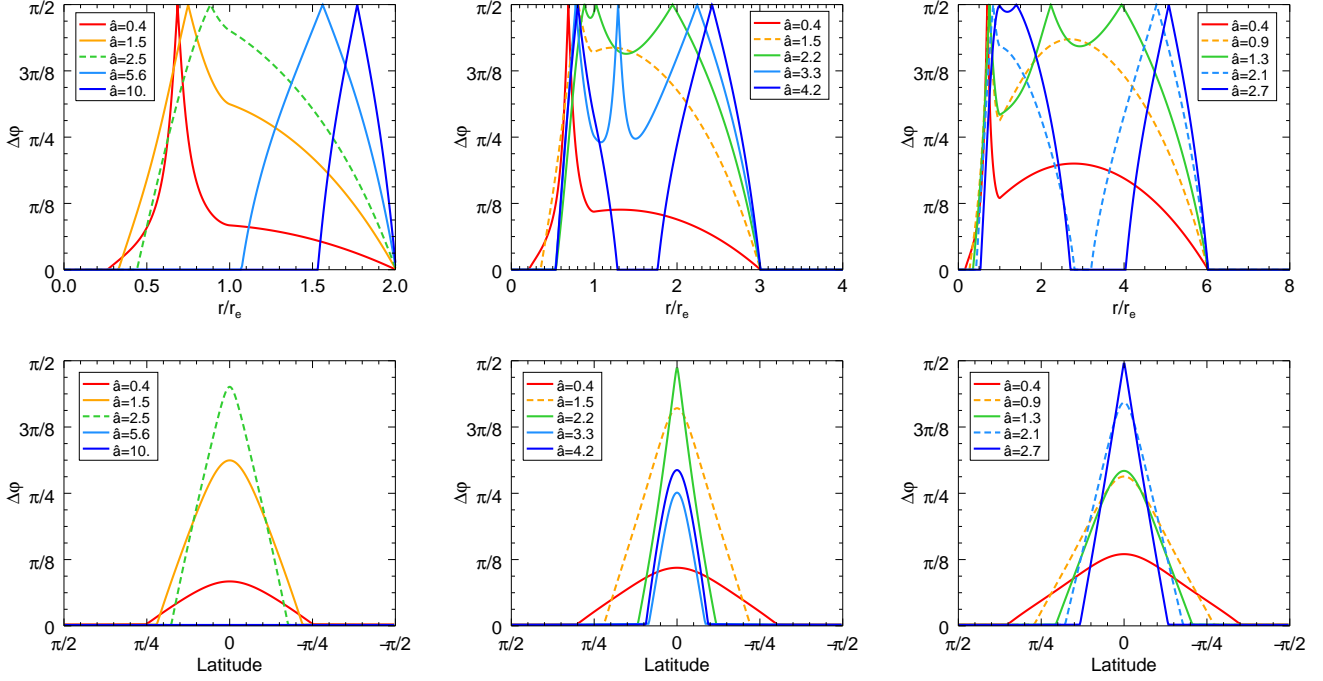 π/2
3π/8
π/4
π/8
0
Δφ
â=0.4
â=1.5
â=2.5
â=5.6
â=10.
0.0 0.5 1.0 1.5 2.0
r/re
π/2
3π/8
π/4
π/8
0
Δφ
â=0.4
â=1.5
â=2.2
â=3.3
â=4.2
0 1 2 3 4
r/re
π/2
3π/8
π/4
π/8
0
Δφ
â=0.4
â=0.9
â=1.3
â=2.1
â=2.7
0 2 4 6 8
r/re
π/2
3π/8
π/4
π/8
0
Δφ
â=0.4
â=1.5
â=2.5
â=5.6
â=10.
π/2 π/4 0 −π/4 −π/2
Latitude
π/2
3π/8
π/4
π/8
0
Δφ
â=0.4
â=1.5
â=2.2
â=3.3
â=4.2
π/2 π/4 0 −π/4 −π/2
Latitude
π/2
3π/8
π/4
π/8
0
Δφ
â=0.4
â=0.9
â=1.3
â=2.1
â=2.7
π/2 π/4 0 −π/4 −π/2
Latitude